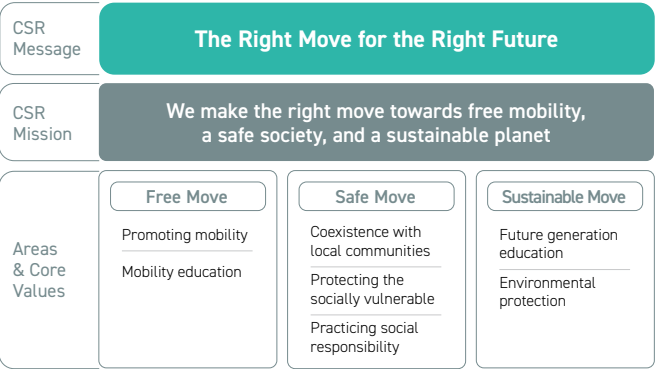 CSR
Message
The Right Move for the Right Future
CSR
Mission
We make the right move towards free mobility,
a safe society, and a sustainable planet
Areas
& Core
Values
Free Move
Promoting mobility
Mobility education
Safe Move
Coexistence with
local communities
Protecting the
socially vulnerable
Practicing social
responsibility
Sustainable Move
Future generation
education
Environmental
protection